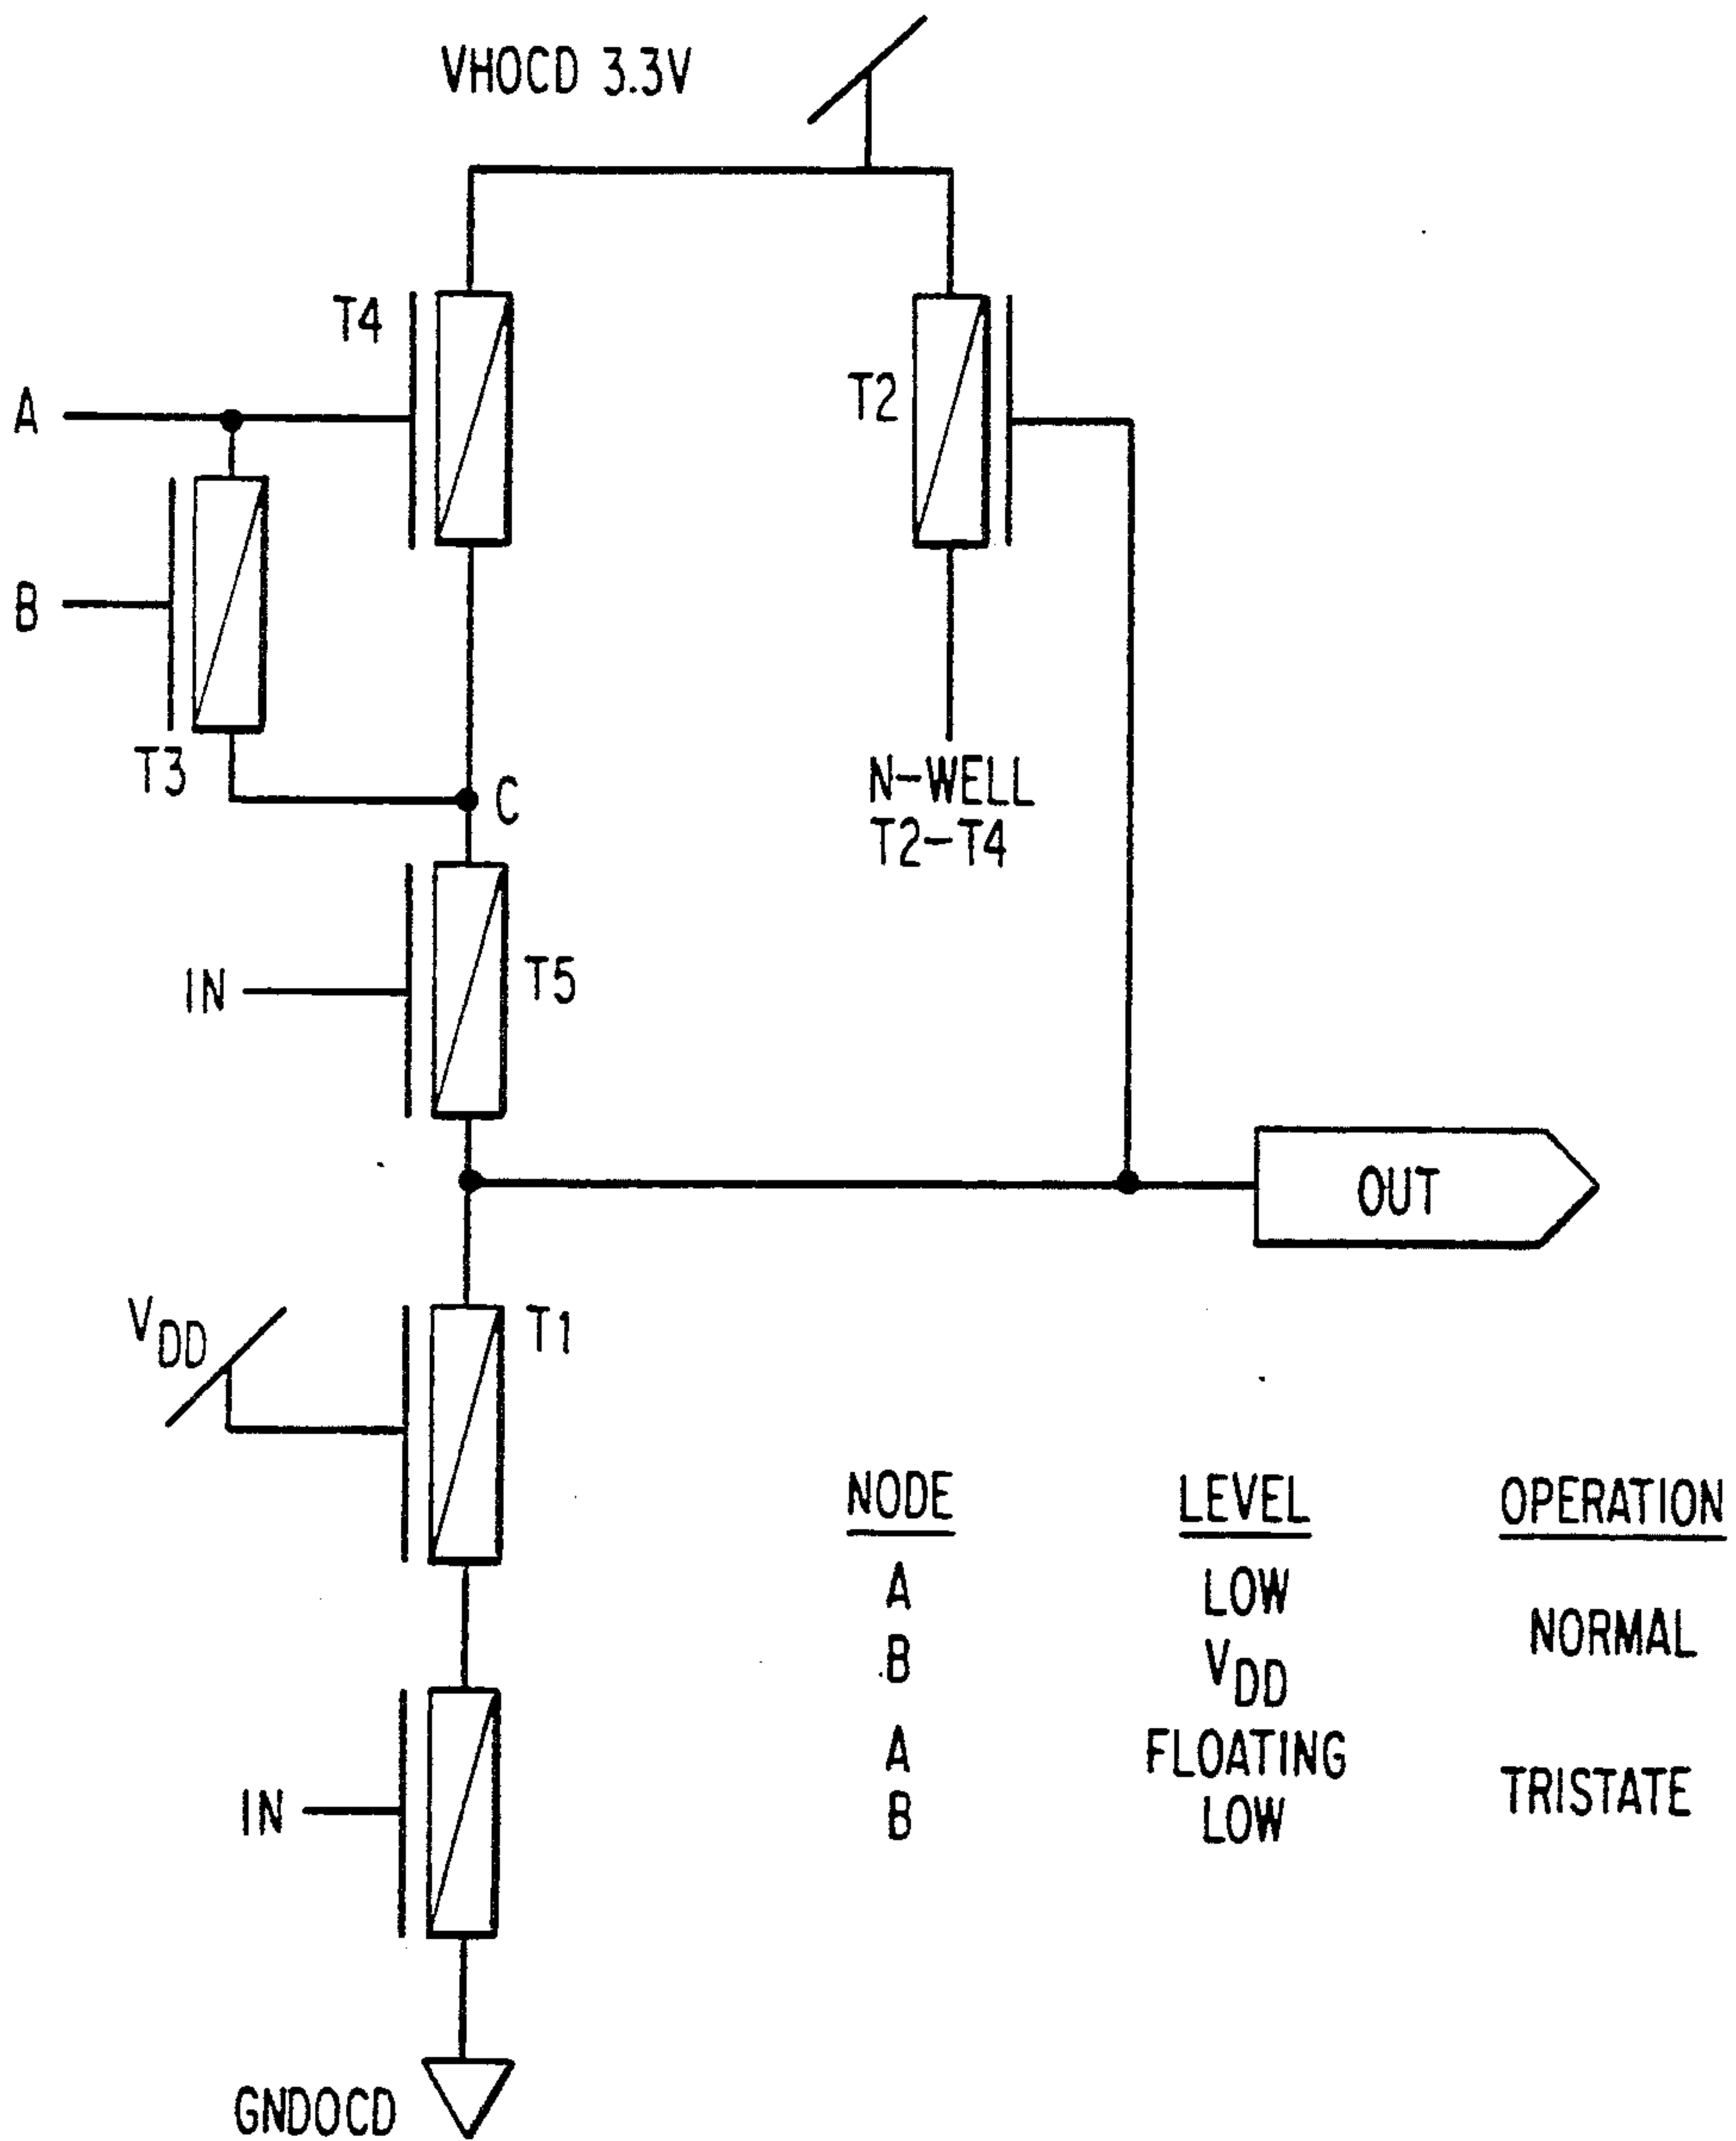 VHOCD 3.3V
T4
T2
A
B
T3
C
N-WELL
T2-T4
IN
T5
OUT
VDD
T1
NODE LEVEL OPERATION
A LOW
NORMAL
B VDD
A FLOATING
TRISTATE
B LOW
IN
GNDOCD